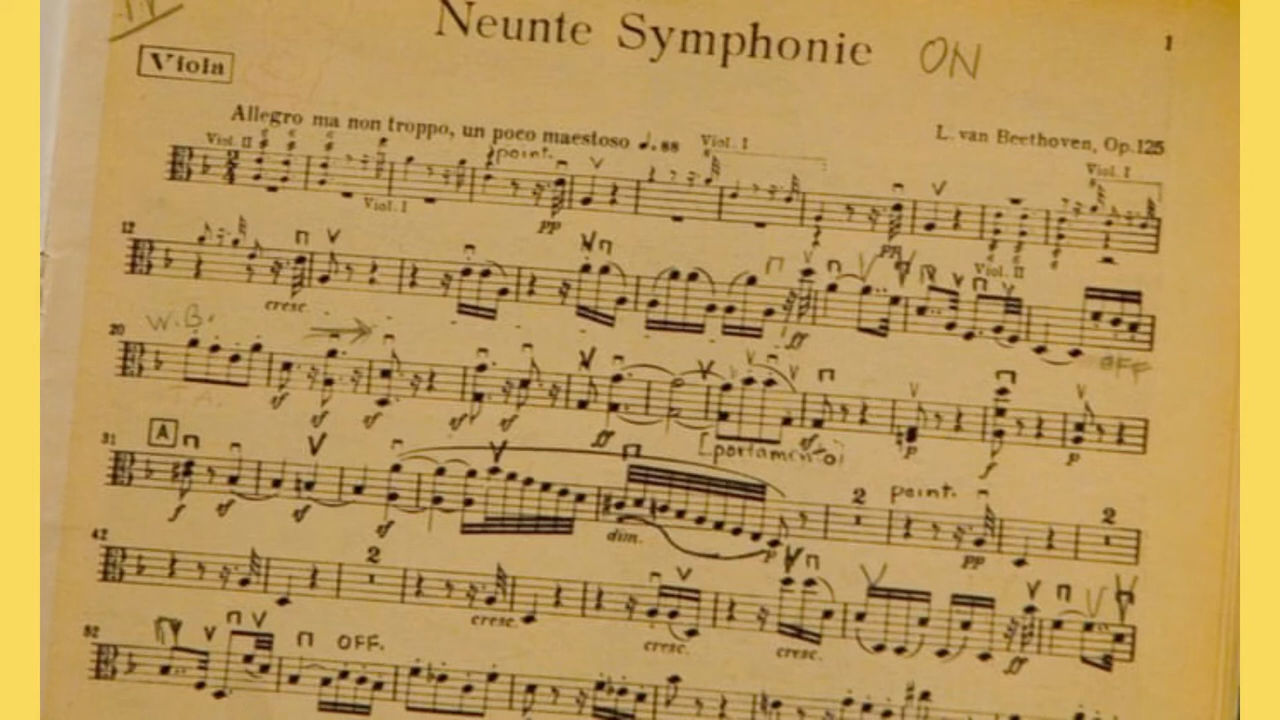 Neunte Symphonie ON 1
Viola
Allegro ma non troppo, un poco maestoso ♩. 88 Viol. I
L. van Beethoven, Op. 125
Viol. II point. Viol. I
Viol. I
pp pp
12
Viol. II
cresc. ff
20 W.B. OFF
sf sf sf sf ff sf p f p
[portamento]
31 A 2 point. 2
f sf sf sf dim. p pp
42 2
cresc. cresc. cresc. ff
52 OFF.